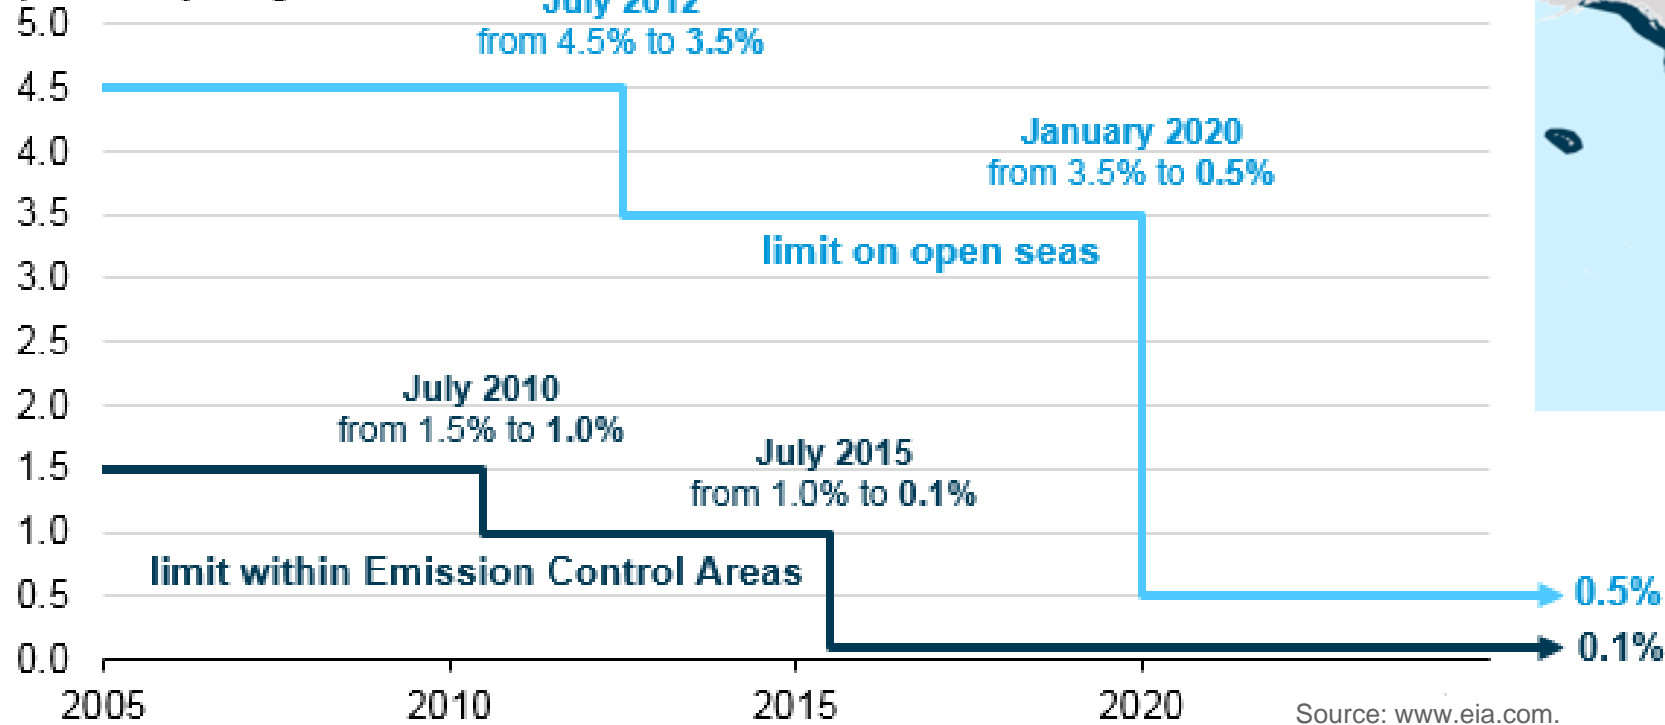 5.0
July 2012
from 4.5% to 3.5%
4.5
4.0
January 2020
from 3.5% to 0.5%
3.5
limit on open seas
3.0
2.5
2.0
July 2010
from 1.5% to 1.0%
1.5
July 2015
from 1.0% to 0.1%
1.0
limit within Emission Control Areas
0.5
0.5%
0.0
0.1%
2005 2010 2015 2020
Source: www.eia.com.